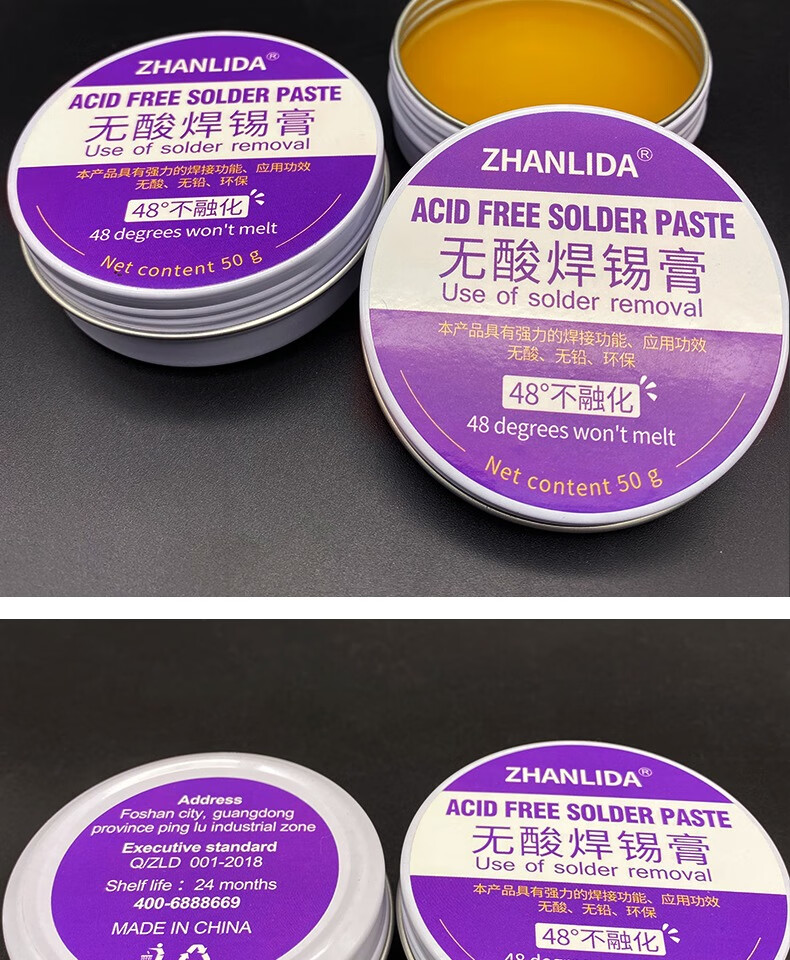 ZHANLIDA®
ACID FREE SOLDER PASTE
无酸焊锡膏
Use of solder removal
本产品具有强力的焊接功能、应用功效
无酸、无铅、环保
48°不融化
48 degrees won't melt
Net content 50 g
ZHANLIDA®
ACID FREE SOLDER PASTE
无酸焊锡膏
Use of solder removal
本产品具有强力的焊接功能、应用功效
无酸、无铅、环保
48°不融化
48 degrees won't melt
Net content 50 g
Address
Foshan city, guangdong
province ping lu industrial zone
Executive standard
Q/ZLD 001-2018
Shelf life： 24 months
400-6888669
MADE IN CHINA
ZHANLIDA®
ACID FREE SOLDER PASTE
无酸焊锡膏
Use of solder removal
本产品具有强力的焊接功能、应用功效
无酸、无铅、环保
48°不融化